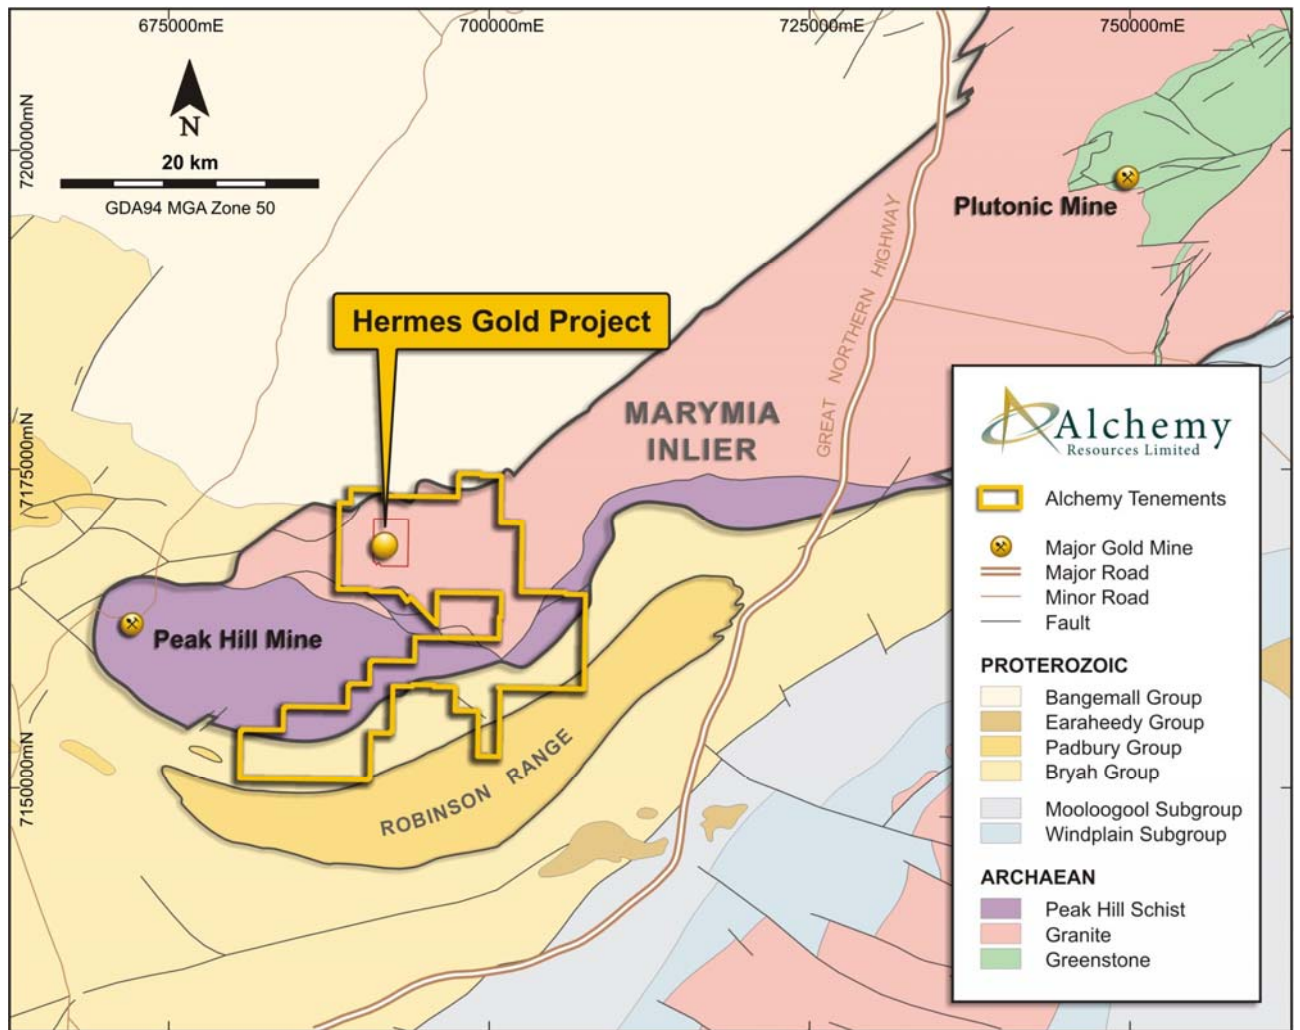 675000mE
700000mE
725000mE
750000mE
7200000mN
7175000mN
7150000mN
N
20 km
GDA94 MGA Zone 50
Plutonic Mine
GREAT NORTHERN HIGHWAY
Hermes Gold Project
MARYMIA
INLIER
Peak Hill Mine
ROBINSON RANGE
Alchemy
Resources Limited
Alchemy Tenements
Major Gold Mine
Major Road
Minor Road
Fault
PROTEROZOIC
Bangemall Group
Earaheedy Group
Padbury Group
Bryah Group
Mooloogool Subgroup
Windplain Subgroup
ARCHAEAN
Peak Hill Schist
Granite
Greenstone